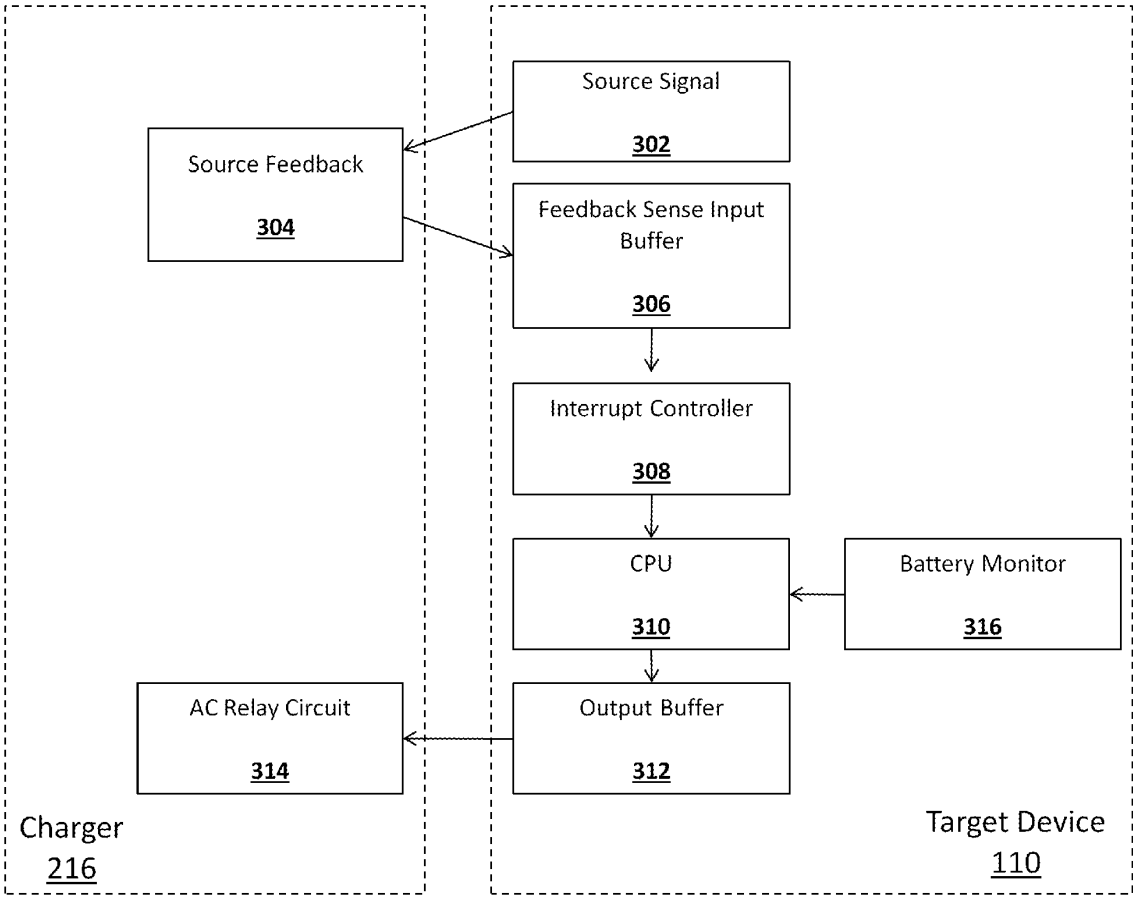 Source Signal
302
Source Feedback
304
Feedback Sense Input
Buffer
306
Interrupt Controller
308
CPU
310
Battery Monitor
316
AC Relay Circuit
314
Output Buffer
312
Charger
216
Target Device
110